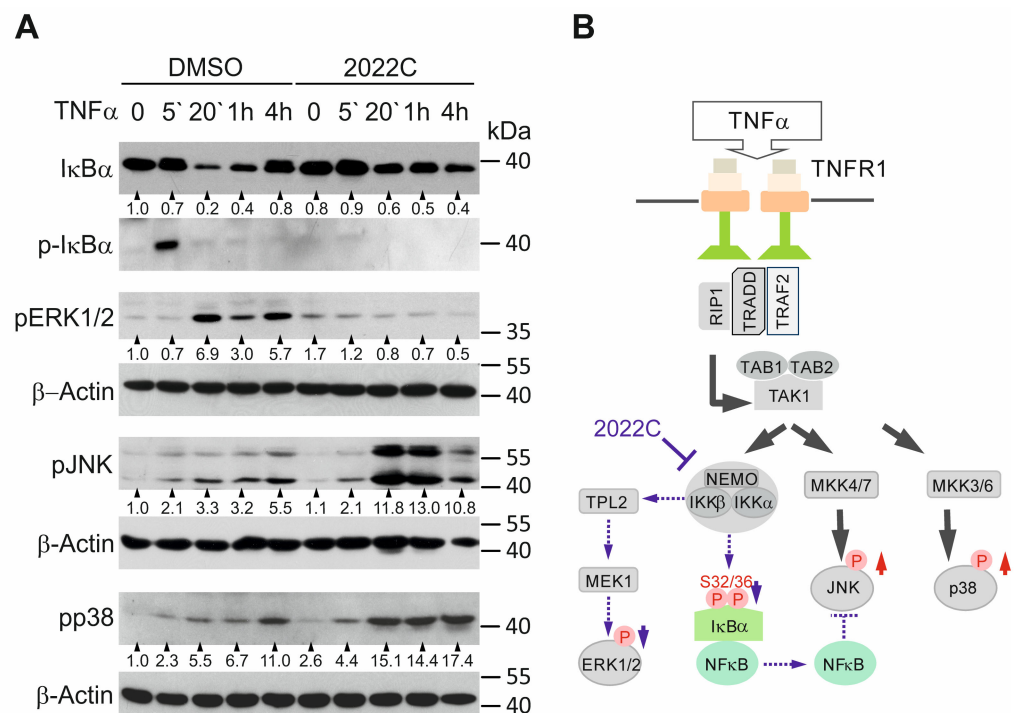 A
DMSO 2022C
TNFα 0 5` 20` 1h 4h 0 5` 20` 1h 4h
kDa
IκBα 40
1.0 0.7 0.2 0.4 0.8 0.8 0.9 0.6 0.5 0.4
p-IκBα 40
pERK1/2 35
1.0 0.7 6.9 3.0 5.7 1.7 1.2 0.8 0.7 0.5
55
β–Actin 40
pJNK 55
40
1.0 2.1 3.3 3.2 5.5 1.1 2.1 11.8 13.0 10.8
55
β-Actin 40
pp38 40
1.0 2.3 5.5 6.7 11.0 2.6 4.4 15.1 14.4 17.4
55
β-Actin 40
B
TNFα
TNFR1
RIP1 TRADD TRAF2
TAB1 TAB2
TAK1
2022C
NEMO
IKKβ IKKα
TPL2
MKK4/7
MKK3/6
MEK1
S32/36
P P
IκBα
P
ERK1/2
NFκB
P
JNK
NFκB
P
p38